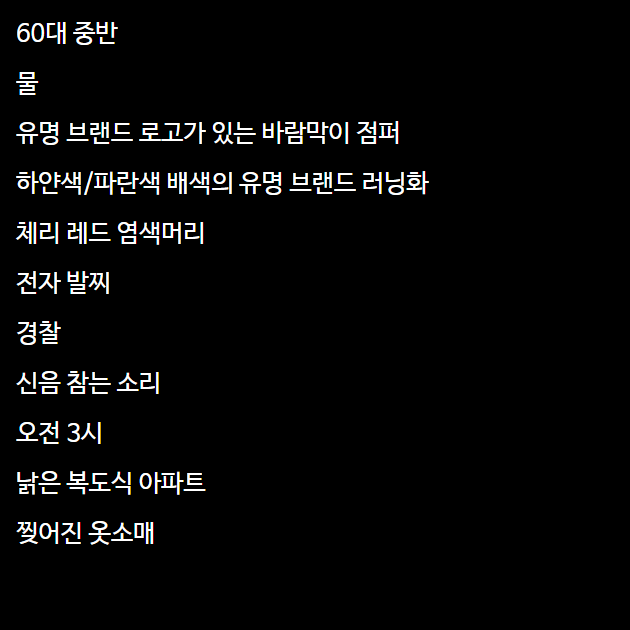 60대 중반
물
유명 브랜드 로고가 있는 바람막이 점퍼
하얀색/파란색 배색의 유명 브랜드 러닝화
체리 레드 염색머리
전자 발찌
경찰
신음 참는 소리
오전 3시
낡은 복도식 아파트
찢어진 옷소매